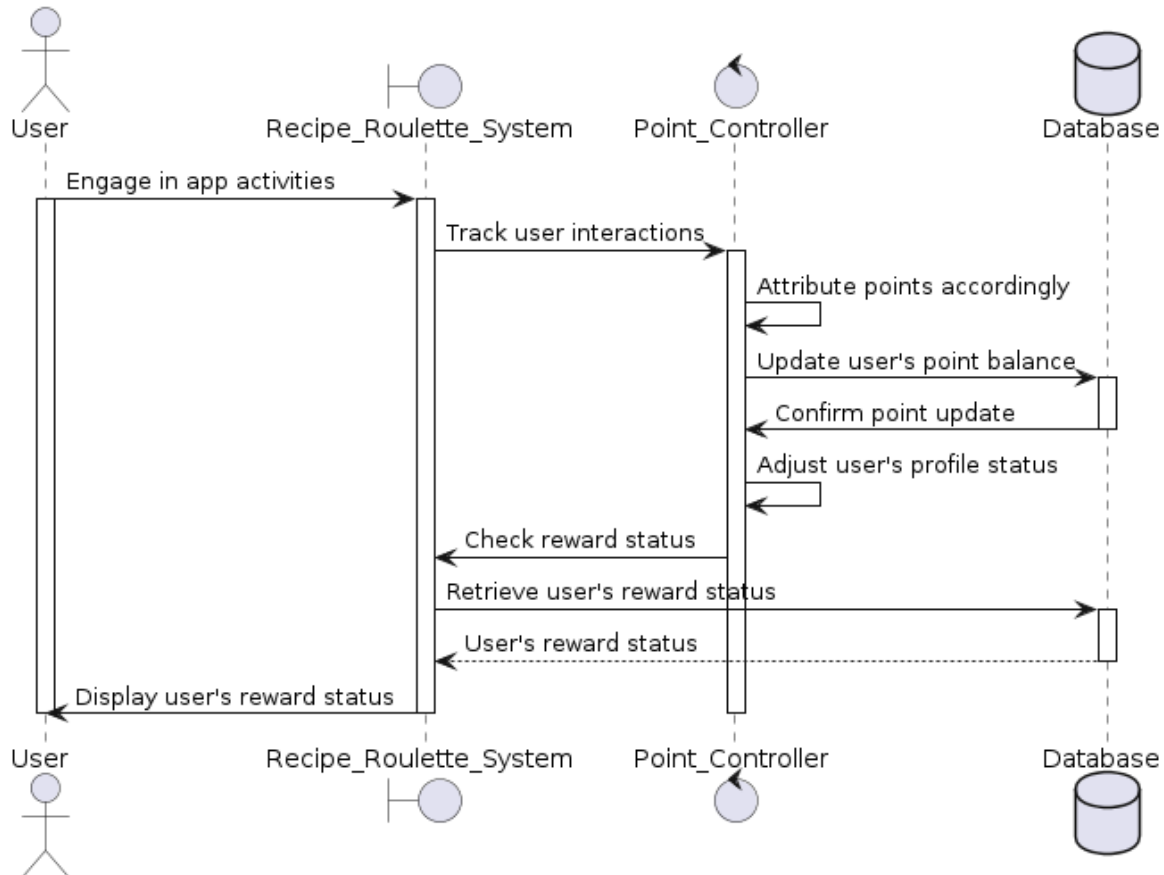 User
Recipe_Roulette_System
Point_Controller
Database
Engage in app activities
Track user interactions
Attribute points accordingly
Update user's point balance
Confirm point update
Adjust user's profile status
Check reward status
Retrieve user's reward status
User's reward status
Display user's reward status
User
Recipe_Roulette_System
Point_Controller
Database